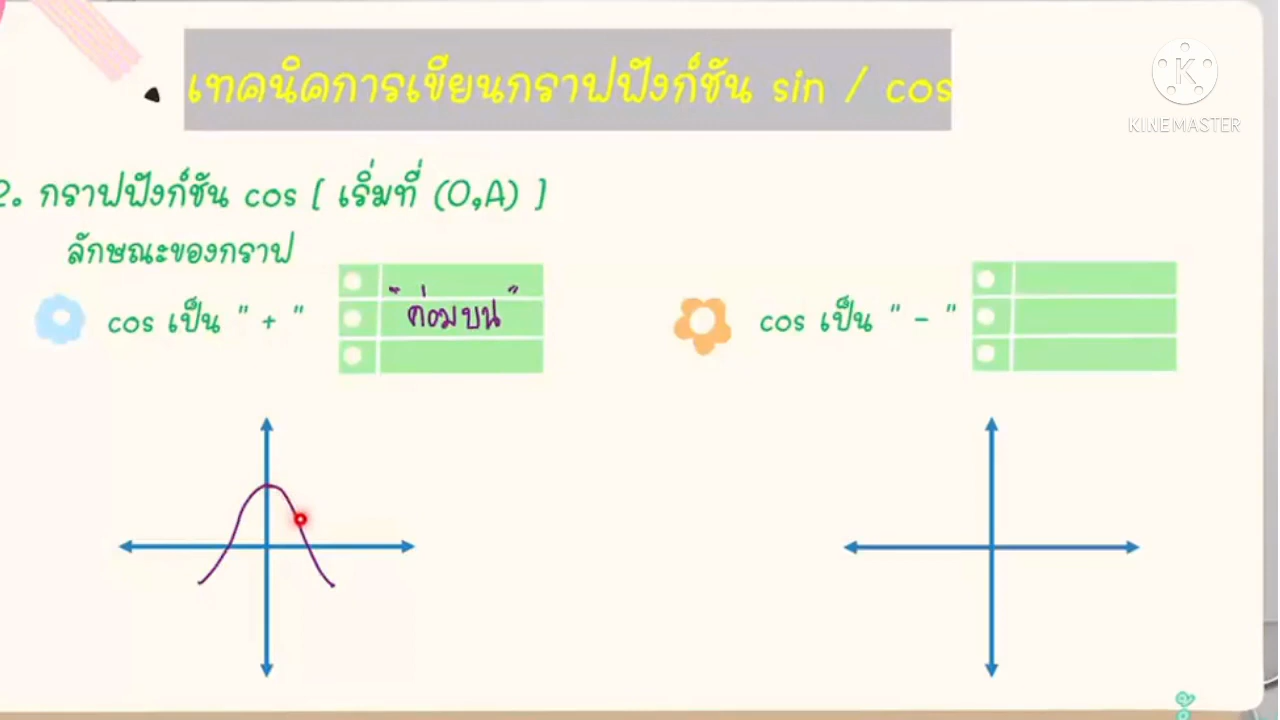 เทคนิคการเขียนกราฟฟังก์ชัน sin / cos
KINEMASTER
2. กราฟฟังก์ชัน cos [ เริ่มที่ (0,A) ]
ลักษณะของกราฟ
cos เป็น " + "
" ค่อมบน "
cos เป็น " - "